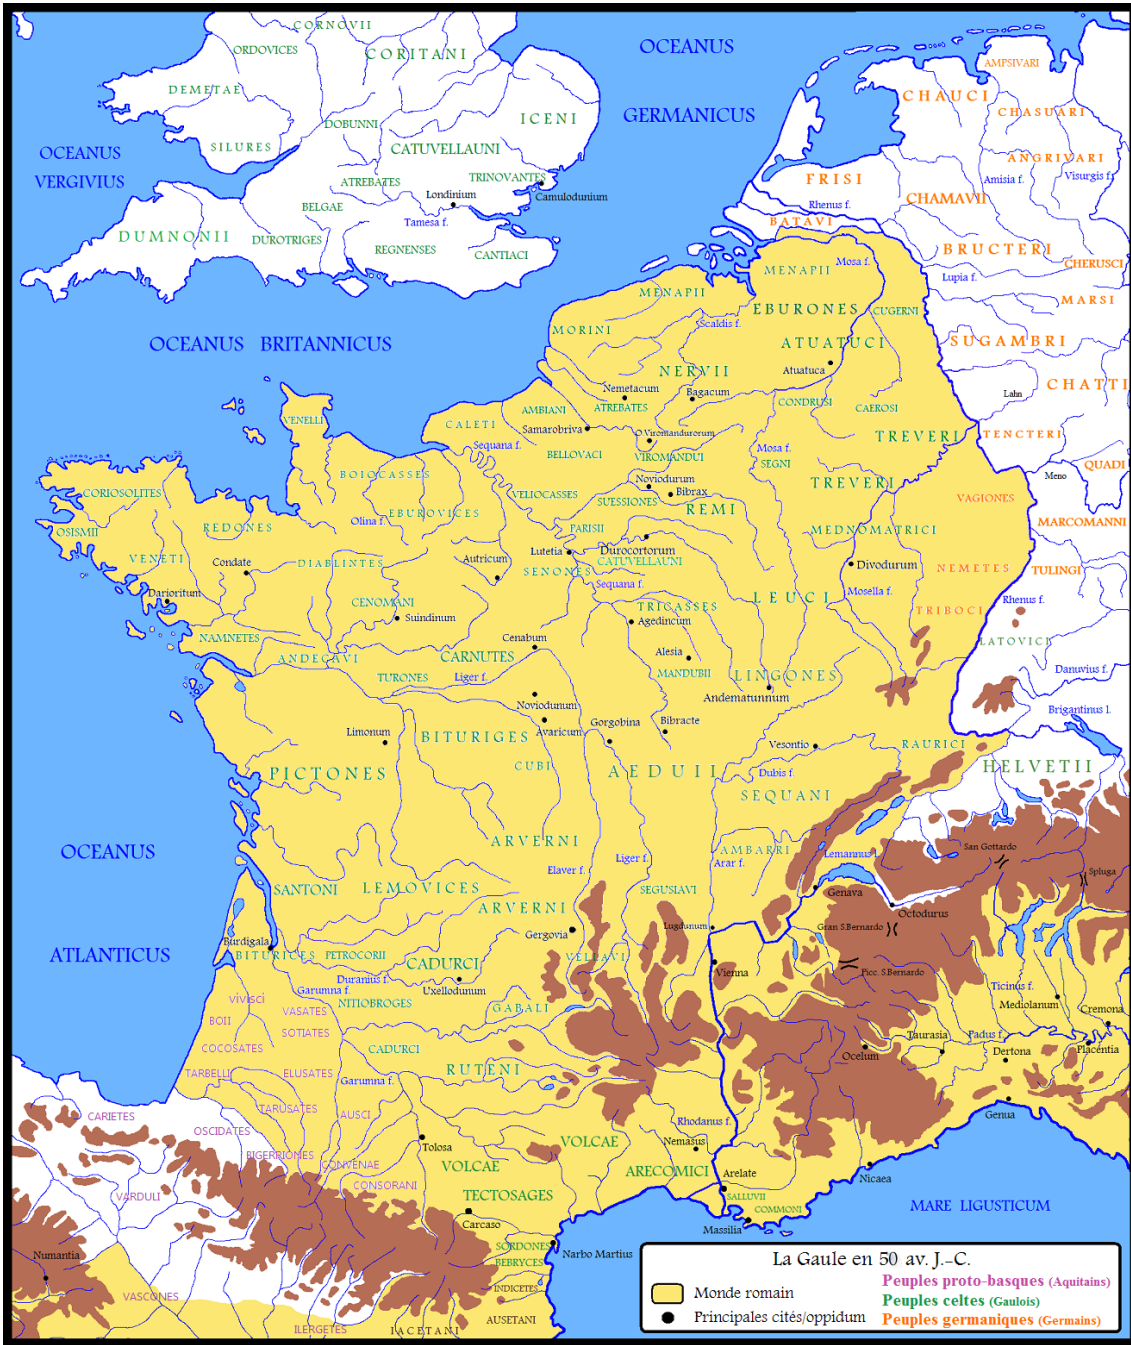 CORNOVII
ORDOVICES
CORITANI
OCEANUS
GERMANICUS
AMPSIVARI
CHAUCI
CHASUARI
DEMETAE
ICENI
DOBUNNI
SILURES
CATUVELLAUNI
OCEANUS
VERGIVIUS
ANGRIVARI
Amisia f.
Visurgis f.
TRINOVANTES
ATREBATES
Londinium
Camulodunum
FRISI
CHAMAVII
Rhenus f.
BELGAE
Tamesa f.
BATAVI
DUMNONII
DUROTRIGES
REGNENSES
CANTIACI
BRUCTERI
CHERUSCI
MENAPII
Mosa f.
Lupia f.
MENAPII
MARSI
EBURONES
CUGERNI
MORINI
Scaldis f.
OCEANUS BRITANNICUS
ATUATUCI
SUGAMBRI
Atuatuca
NERVII
CHATTI
Nemetacum
Bagacum
Lahn
VENELLI
CALETI
AMBIANI
ATREBATES
CONDRUSI
CAEROSI
Samarobriva
O.Viromandurorum
TREVERI
TENCTERI
Sequana f.
BELLOVACI
VIROMANDUI
Mosa f.
SEGNI
QUADI
BOIOCASSES
Noviodurum
TREVERI
Meno
CORIOSOLITES
VELIOCASSES
SUESSIONES
Bibrax
REMI
VAGIONES
Olina f.
EBUROVICES
OSISMII
REDONES
PARISII
MEDNOMATRICI
MARCOMANNI
VENETI
Condate
DIABLINTES
Autricum
Lutetia
Durocortorum
CATUVELLAUNI
Divodurum
NEMETES
TULINGI
SENONES
Sequana f.
Darioritum
CENOMANI
LEUCI
Mosella f.
Rhenus f.
Suindinum
TRICASSES
TRIBOCI
Agedincum
NAMNETES
Cenabum
LATOVICI
ANDECAVI
CARNUTES
Alesia
MANDUBII
LINGONES
Danuvius f.
TURONES
Liger f.
Andematunnum
Noviodunum
Brigantinus l.
Limonum
BITURIGES
Avaricum
Gorgobina
Bibracte
Vesontio
RAURICI
HELVETII
PICTONES
CUBI
AEDUII
Dubis f.
SEQUANI
OCEANUS
ARVERNI
AMBARRI
San Gottardo
Elaver f.
Liger f.
Arar f.
Lemannus l.
Spluga
SANTONI
LEMOVICES
SEGUSIAVI
Genava
ARVERNI
Octodurus
Gergovia
Lugdunum
Gran S.Bernardo
Burdigala
ATLANTICUS
BITURICES
PETROCORII
CADURCI
VELLAVI
Vienna
Picc. S.Bernardo
Duranius f.
Garumna f.
Uxellodunum
Ticinus f.
VIVISCI
NITIOBROGES
GABALI
Mediolanum
VASATES
Cremona
BOII
SOTIATES
Taurasia
Padus f.
COCOSATES
CADURCI
Ocelum
Dertona
Placentia
TARBELLI
ELUSATES
Garumna f.
RUTENI
TARUSATES
AUSCI
Genua
CARIETES
OSCIDATES
Rhodanus f.
Tolosa
VOLCAE
Nemasus
BIGERRIONES
CONVENAE
VOLCAE
ARECOMICI
Arelate
Nicaea
VARDULI
CONSORANI
TECTOSAGES
SALLUVII
COMMONI
MARE LIGUSTICUM
Carcaso
Massilia
Numantia
SORDONES
BEBRYCES
Narbo Martius
VASCONES
INDICETES
AUSETANI
ILERGETES
IACETANI
La Gaule en 50 av. J.-C.
Monde romain
Principales cités/oppidum
Peuples proto-basques (Aquitains)
Peuples celtes (Gaulois)
Peuples germaniques (Germains)